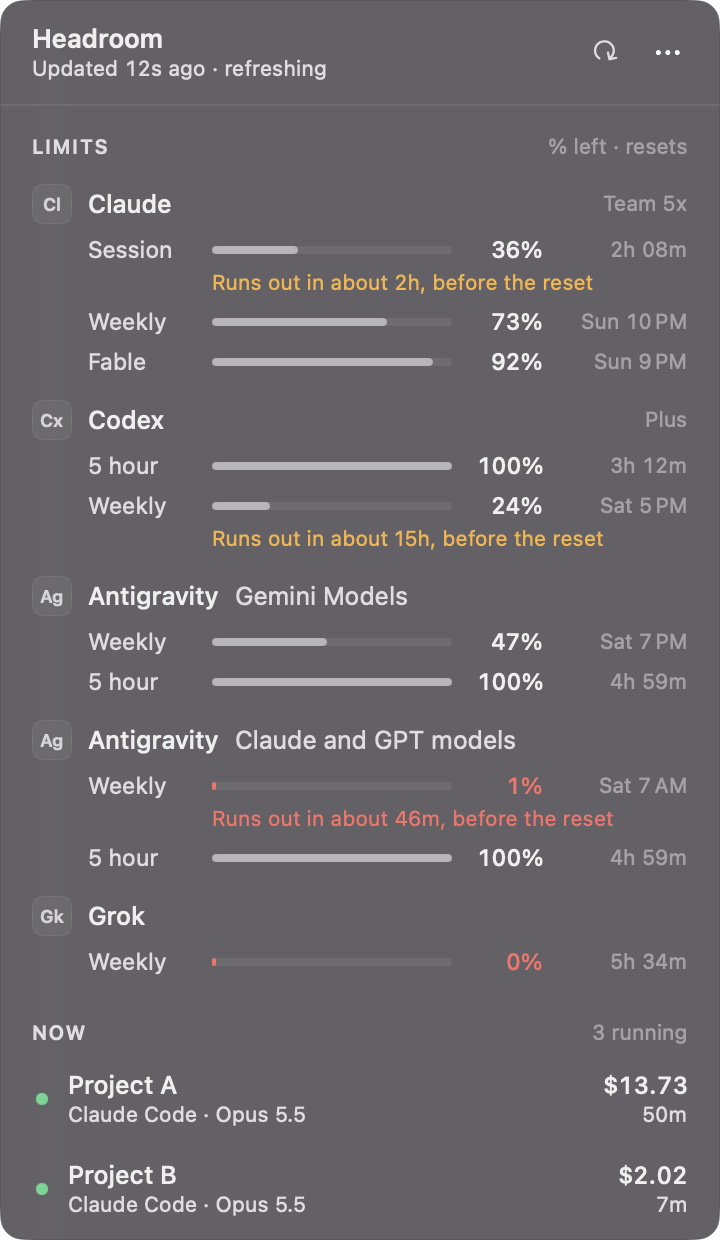 Headroom
Updated 12s ago · refreshing
LIMITS % left · resets
Cl Claude Team 5x
Session 36% 2h 08m
Runs out in about 2h, before the reset
Weekly 73% Sun 10 PM
Fable 92% Sun 9 PM
Cx Codex Plus
5 hour 100% 3h 12m
Weekly 24% Sat 5 PM
Runs out in about 15h, before the reset
Ag Antigravity Gemini Models
Weekly 47% Sat 7 PM
5 hour 100% 4h 59m
Ag Antigravity Claude and GPT models
Weekly 1% Sat 7 AM
Runs out in about 46m, before the reset
5 hour 100% 4h 59m
Gk Grok
Weekly 0% 5h 34m
NOW 3 running
Project A $13.73
Claude Code · Opus 5.5 50m
Project B $2.02
Claude Code · Opus 5.5 7m